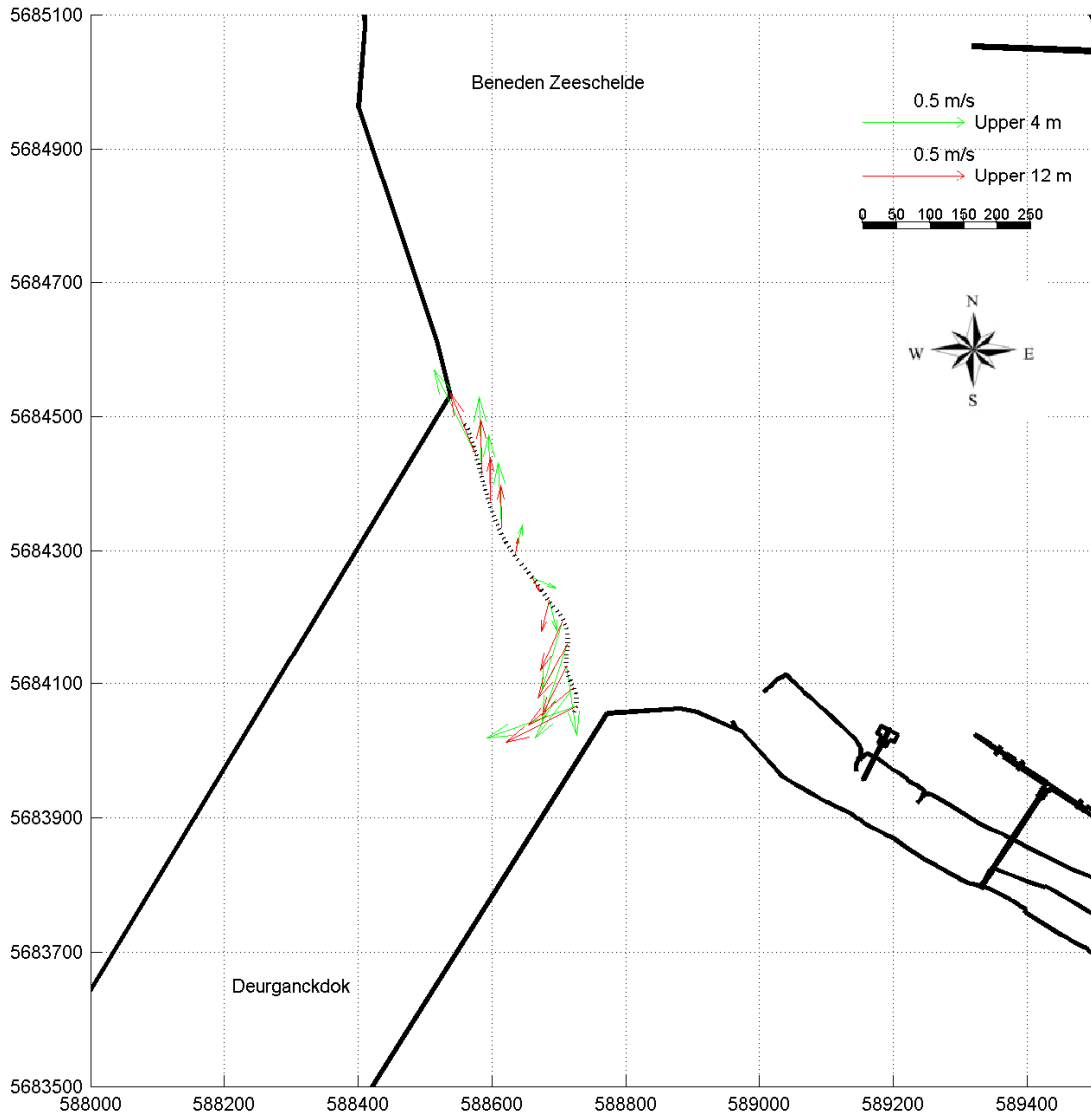 5685100
Beneden Zeeschelde
0.5 m/s
Upper 4 m
5684900
0.5 m/s
Upper 12 m
0 50 100 150 200 250
5684700
N
W E
S
5684500
5684300
5684100
5683900
5683700
Deurganckdok
5683500
588000 588200 588400 588600 588800 589000 589200 589400